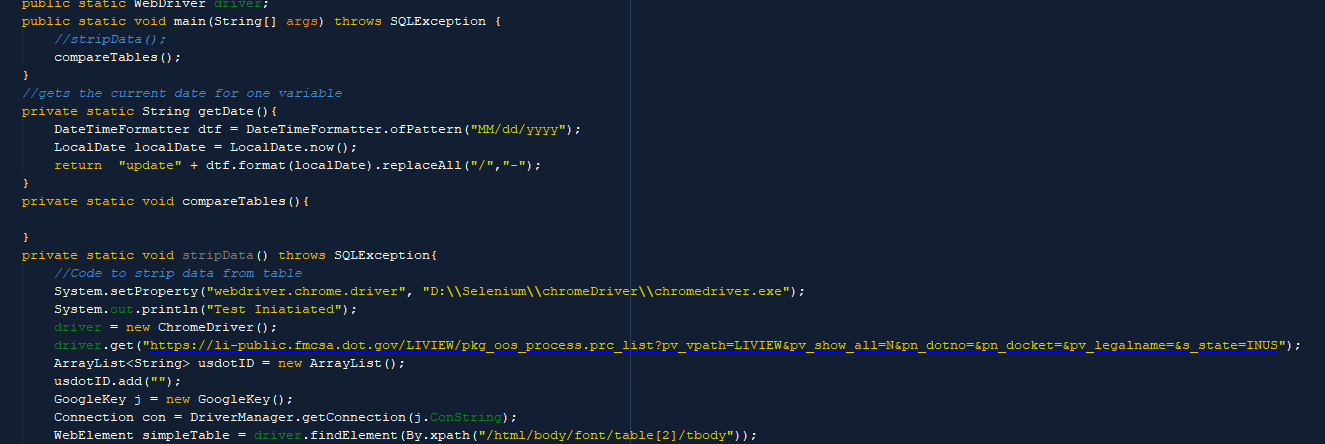 public static WebDriver driver;
public static void main(String[] args) throws SQLException {
//stripData();
compareTables();
}
//gets the current date for one variable
private static String getDate(){
DateTimeFormatter dtf = DateTimeFormatter.ofPattern("MM/dd/yyyy");
LocalDate localDate = LocalDate.now();
return  "update" + dtf.format(localDate).replaceAll("/","-");
}
private static void compareTables(){
}
private static void stripData() throws SQLException{
//Code to strip data from table
System.setProperty("webdriver.chrome.driver", "D:\\Selenium\\chromeDriver\\chromedriver.exe");
System.out.println("Test Iniatiated");
driver = new ChromeDriver();
driver.get("https://li-public.fmcsa.dot.gov/LIVIEW/pkg_oos_process.prc_list?pv_vpath=LIVIEW&pv_show_all=N&pn_dotno=&pn_docket=&pv_legalname=&s_state=INUS");
ArrayList<String> usdotID = new ArrayList();
usdotID.add("");
GoogleKey j = new GoogleKey();
Connection con = DriverManager.getConnection(j.ConString);
WebElement simpleTable = driver.findElement(By.xpath("/html/body/font/table[2]/tbody"));